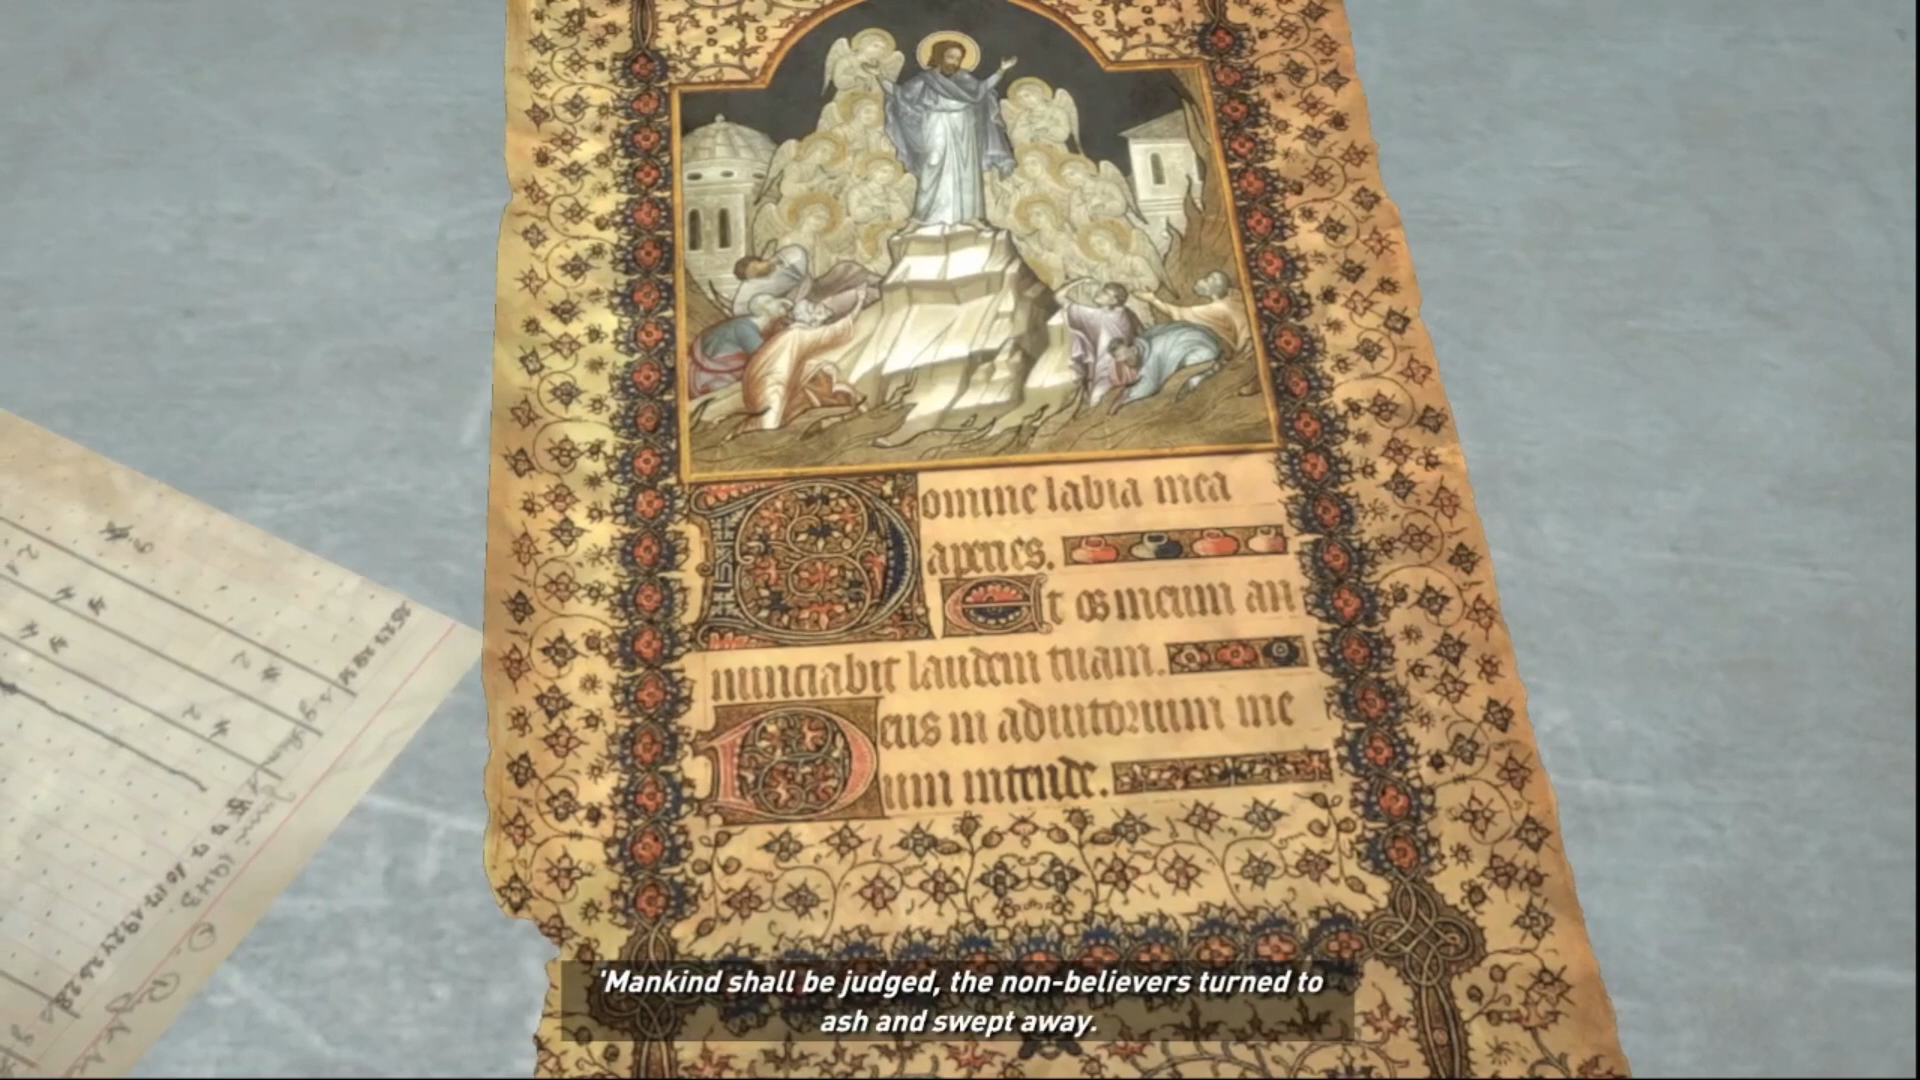 Domine labia mea
aperies.
Et os meum an
nunciabit laudem tuam.
Deus in adiutorium me
um intende.
1943
'Mankind shall be judged, the non-believers turned to
ash and swept away.